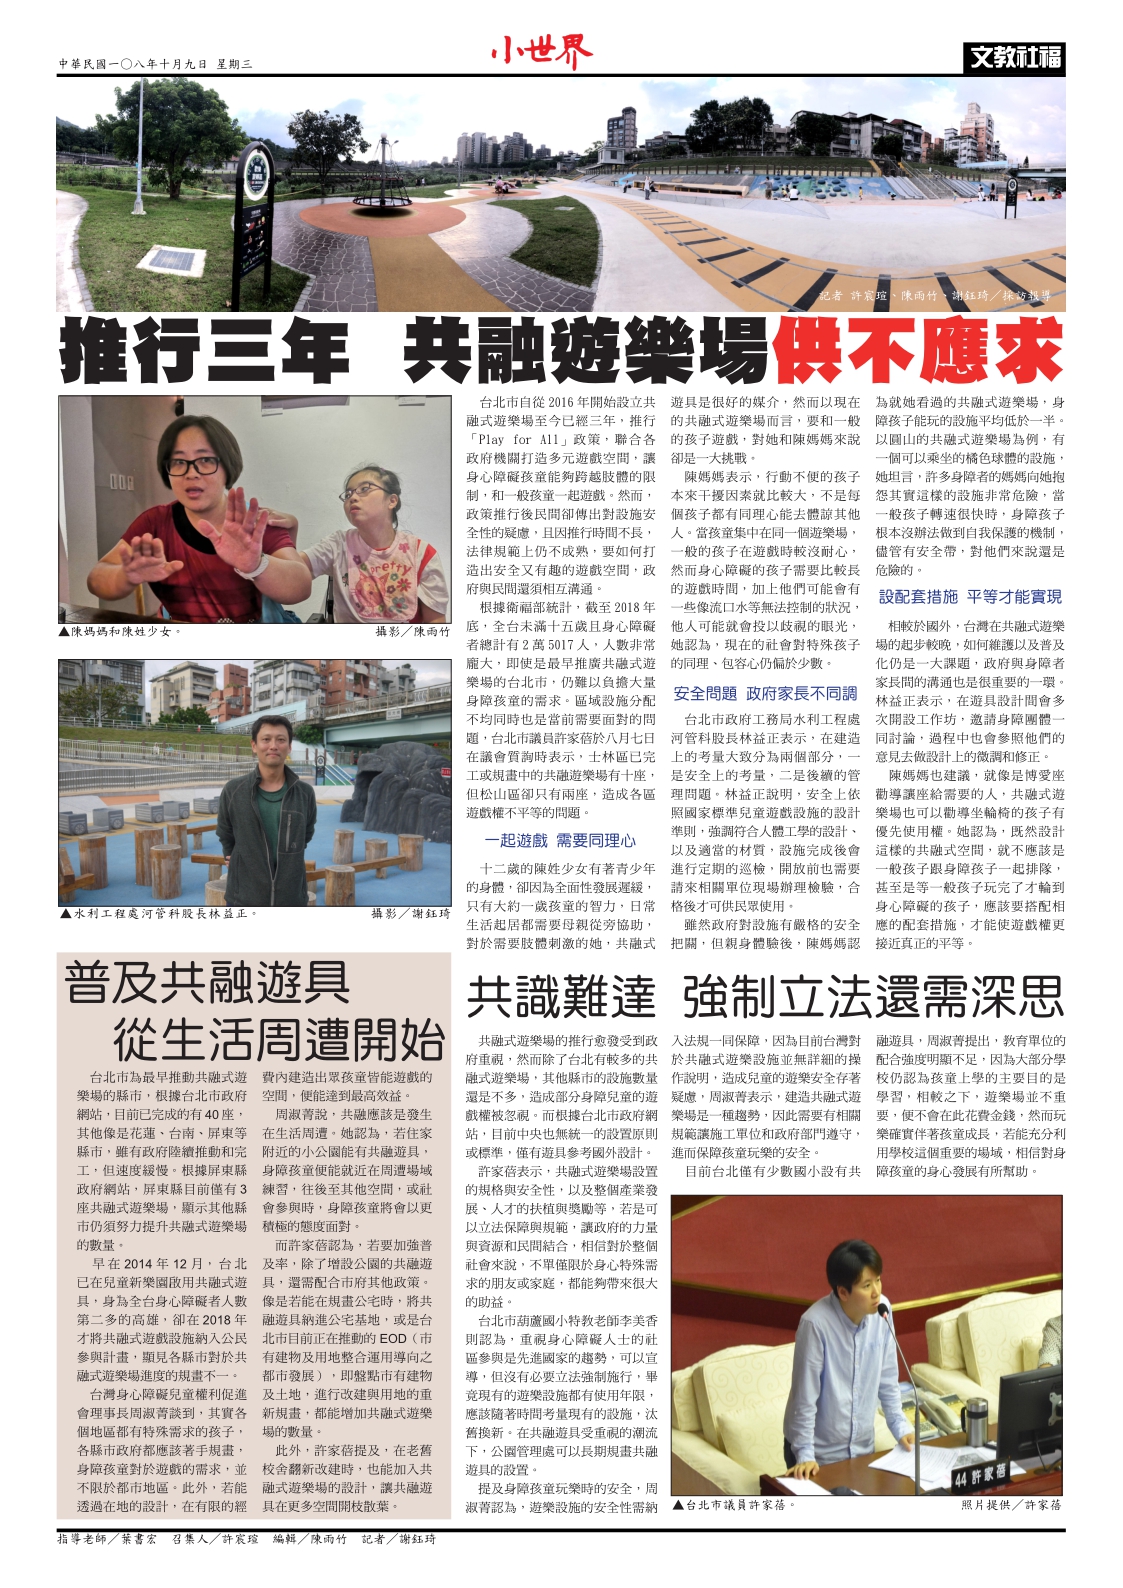 中華民國一〇八年十月九日 星期三
小世界
文教社福
記者 許宸瑄、陳雨竹、謝鈺琦／採訪報導
推行三年 共融遊樂場供不應求
▲陳媽媽和陳姓少女。 攝影／陳雨竹
▲水利工程處河管科股長林益正。 攝影／謝鈺琦
台北市自從 2016 年開始設立共
融式遊樂場至今已經三年，推行
「Play for All」政策，聯合各
政府機關打造多元遊戲空間，讓
身心障礙孩童能夠跨越肢體的限
制，和一般孩童一起遊戲。然而，
政策推行後民間卻傳出對設施安
全性的疑慮，且因推行時間不長，
法律規範上仍不成熟，要如何打
造出安全又有趣的遊戲空間，政
府與民間還須相互溝通。
根據衛福部統計，截至 2018 年
底，全台未滿十五歲且身心障礙
者總計有 2 萬 5017 人，人數非常
龐大，即使是最早推廣共融式遊
樂場的台北市，仍難以負擔大量
身障孩童的需求。區域設施分配
不均同時也是當前需要面對的問
題，台北市議員許家蓓於八月七日
在議會質詢時表示，士林區已完
工或規畫中的共融遊樂場有十座，
但松山區卻只有兩座，造成各區
遊戲權不平等的問題。
一起遊戲 需要同理心
十二歲的陳姓少女有著青少年
的身體，卻因為全面性發展遲緩，
只有大約一歲孩童的智力，日常
生活起居都需要母親從旁協助，
對於需要肢體刺激的她，共融式
遊具是很好的媒介，然而以現在
的共融式遊樂場而言，要和一般
的孩子遊戲，對她和陳媽媽來說
卻是一大挑戰。
陳媽媽表示，行動不便的孩子
本來干擾因素就比較大，不是每
個孩子都有同理心能去體諒其他
人。當孩童集中在同一個遊樂場，
一般的孩子在遊戲時較沒耐心，
然而身心障礙的孩子需要比較長
的遊戲時間，加上他們可能會有
一些像流口水等無法控制的狀況，
他人可能就會投以歧視的眼光，
她認為，現在的社會對特殊孩子
的同理、包容心仍偏於少數。
安全問題 政府家長不同調
台北市政府工務局水利工程處
河管科股長林益正表示，在建造
上的考量大致分為兩個部分，一
是安全上的考量，二是後續的管
理問題。林益正說明，安全上依
照國家標準兒童遊戲設施的設計
準則，強調符合人體工學的設計、
以及適當的材質，設施完成後會
進行定期的巡檢，開放前也需要
請來相關單位現場辦理檢驗，合
格後才可供民眾使用。
雖然政府對設施有嚴格的安全
把關，但親身體驗後，陳媽媽認
為就她看過的共融式遊樂場，身
障孩子能玩的設施平均低於一半。
以圓山的共融式遊樂場為例，有
一個可以乘坐的橘色球體的設施，
她坦言，許多身障者的媽媽向她抱
怨其實這樣的設施非常危險，當
一般孩子轉速很快時，身障孩子
根本沒辦法做到自我保護的機制，
儘管有安全帶，對他們來說還是
危險的。
設配套措施 平等才能實現
相較於國外，台灣在共融式遊樂
場的起步較晚，如何維護以及普及
化仍是一大課題，政府與身障者
家長間的溝通也是很重要的一環。
林益正表示，在遊具設計間會多
次開設工作坊，邀請身障團體一
同討論，過程中也會參照他們的
意見去做設計上的微調和修正。
陳媽媽也建議，就像是博愛座
勸導讓座給需要的人，共融式遊
樂場也可以勸導坐輪椅的孩子有
優先使用權。她認為，既然設計
這樣的共融式空間，就不應該是
一般孩子跟身障孩子一起排隊，
甚至是等一般孩子玩完了才輪到
身心障礙的孩子，應該要搭配相
應的配套措施，才能使遊戲權更
接近真正的平等。
普及共融遊具
從生活周遭開始
台北市為最早推動共融式遊
樂場的縣市，根據台北市政府
網站，目前已完成的有 40 座，
其他像是花蓮、台南、屏東等
縣市，雖有政府陸續推動和完
工，但速度緩慢。根據屏東縣
政府網站，屏東縣目前僅有 3
座共融式遊樂場，顯示其他縣
市仍須努力提升共融式遊樂場
的數量。
早在 2014 年 12 月，台北
已在兒童新樂園啟用共融式遊
具，身為全台身心障礙者人數
第二多的高雄，卻在 2018 年
才將共融式遊戲設施納入公民
參與計畫，顯見各縣市對於共
融式遊樂場進度的規畫不一。
台灣身心障礙兒童權利促進
會理事長周淑菁談到，其實各
個地區都有特殊需求的孩子，
各縣市政府都應該著手規畫，
身障孩童對於遊戲的需求，並
不限於都市地區。此外，若能
透過在地的設計，在有限的經
費內建造出眾孩童皆能遊戲的
空間，便能達到最高效益。
周淑菁說，共融應該是發生
在生活周遭。她認為，若住家
附近的小公園能有共融遊具，
身障孩童便能就近在周遭場域
練習，往後至其他空間，或社
會參與時，身障孩童將會以更
積極的態度面對。
而許家蓓認為，若要加強普
及率，除了增設公園的共融遊
具，還需配合市府其他政策。
像是若能在規畫公宅時，將共
融遊具納進公宅基地，或是台
北市目前正在推動的 EOD（市
有建物及用地整合運用導向之
都市發展），即盤點市有建物
及土地，進行改建與用地的重
新規畫，都能增加共融式遊樂
場的數量。
此外，許家蓓提及，在老舊
校舍翻新改建時，也能加入共
融式遊樂場的設計，讓共融遊
具在更多空間開枝散葉。
共識難達 強制立法還需深思
共融式遊樂場的推行愈發受到政
府重視，然而除了台北有較多的共
融式遊樂場，其他縣市的設施數量
還是不多，造成部分身障兒童的遊
戲權被忽視。而根據台北市政府網
站，目前中央也無統一的設置原則
或標準，僅有遊具參考國外設計。
許家蓓表示，共融式遊樂場設置
的規格與安全性，以及整個產業發
展、人才的扶植與獎勵等，若是可
以立法保障與規範，讓政府的力量
與資源和民間結合，相信對於整個
社會來說，不單僅限於身心特殊需
求的朋友或家庭，都能夠帶來很大
的助益。
台北市葫蘆國小特教老師李美香
則認為，重視身心障礙人士的社
區參與是先進國家的趨勢，可以宣
導，但沒有必要立法強制施行，畢
竟現有的遊樂設施都有使用年限，
應該隨著時間考量現有的設施，汰
舊換新。在共融遊具受重視的潮流
下，公園管理處可以長期規畫共融
遊具的設置。
提及身障孩童玩樂時的安全，周
淑菁認為，遊樂設施的安全性需納
入法規一同保障，因為目前台灣對
於共融式遊樂設施並無詳細的操
作說明，造成兒童的遊樂安全存著
疑慮，周淑菁表示，建造共融式遊
樂場是一種趨勢，因此需要有相關
規範讓施工單位和政府部門遵守，
進而保障孩童玩樂的安全。
目前台北僅有少數國小設有共
融遊具，周淑菁提出，教育單位的
配合強度明顯不足，因為大部分學
校仍認為孩童上學的主要目的是
學習，相較之下，遊樂場並不重
要，便不會在此花費金錢，然而玩
樂確實伴著孩童成長，若能充分利
用學校這個重要的場域，相信對身
障孩童的身心發展有所幫助。
44 許家蓓
▲台北市議員許家蓓。 照片提供／許家蓓
指導老師／葉書宏 召集人／許宸瑄 編輯／陳雨竹 記者／謝鈺琦